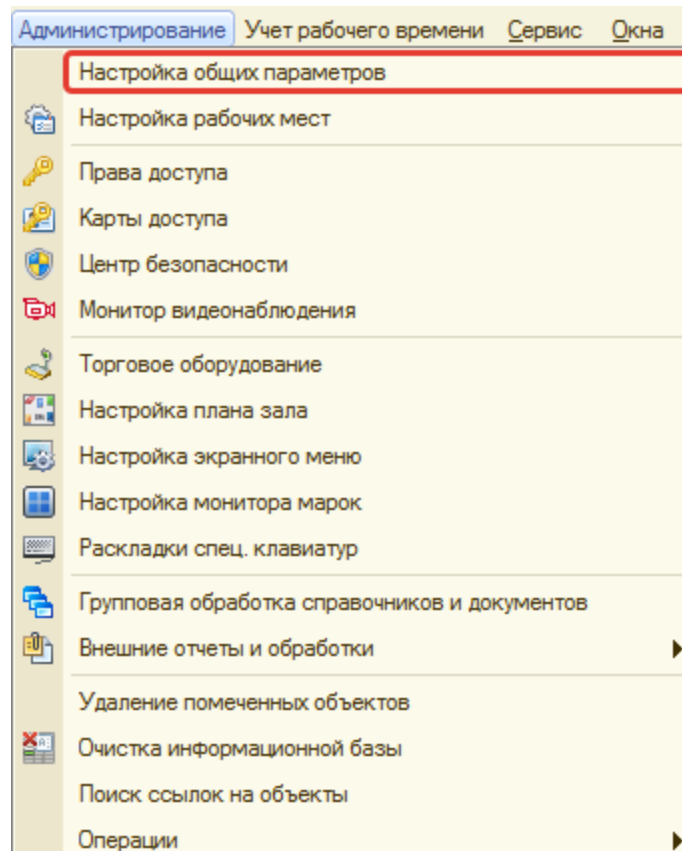 Администрирование Учет рабочего времени Сервис Окна
Настройка общих параметров
Настройка рабочих мест
Права доступа
Карты доступа
Центр безопасности
Монитор видеонаблюдения
Торговое оборудование
Настройка плана зала
Настройка экранного меню
Настройка монитора марок
Раскладки спец. клавиатур
Групповая обработка справочников и документов
Внешние отчеты и обработки
Удаление помеченных объектов
Очистка информационной базы
Поиск ссылок на объекты
Операции